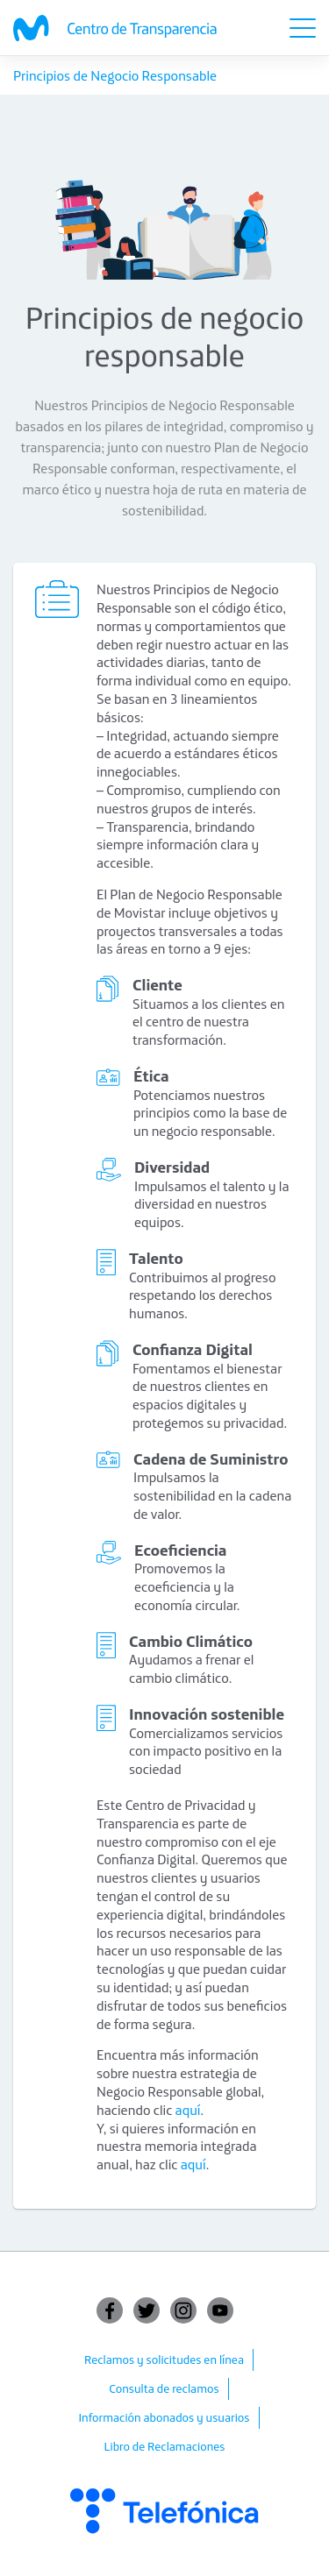 Centro de Transparencia
Principios de Negocio Responsable
Principios de negocio
responsable
Nuestros Principios de Negocio Responsable
basados en los pilares de integridad, compromiso y
transparencia; junto con nuestro Plan de Negocio
Responsable conforman, respectivamente, el
marco ético y nuestra hoja de ruta en materia de
sostenibilidad.
Nuestros Principios de Negocio
Responsable son el código ético,
normas y comportamientos que
deben regir nuestro actuar en las
actividades diarias, tanto de
forma individual como en equipo.
Se basan en 3 lineamientos
básicos:
– Integridad, actuando siempre
de acuerdo a estándares éticos
innegociables.
– Compromiso, cumpliendo con
nuestros grupos de interés.
– Transparencia, brindando
siempre información clara y
accesible.
El Plan de Negocio Responsable
de Movistar incluye objetivos y
proyectos transversales a todas
las áreas en torno a 9 ejes:
Cliente
Situamos a los clientes en
el centro de nuestra
transformación.
Ética
Potenciamos nuestros
principios como la base de
un negocio responsable.
Diversidad
Impulsamos el talento y la
diversidad en nuestros
equipos.
Talento
Contribuimos al progreso
respetando los derechos
humanos.
Confianza Digital
Fomentamos el bienestar
de nuestros clientes en
espacios digitales y
protegemos su privacidad.
Cadena de Suministro
Impulsamos la
sostenibilidad en la cadena
de valor.
Ecoeficiencia
Promovemos la
ecoeficiencia y la
economía circular.
Cambio Climático
Ayudamos a frenar el
cambio climático.
Innovación sostenible
Comercializamos servicios
con impacto positivo en la
sociedad
Este Centro de Privacidad y
Transparencia es parte de
nuestro compromiso con el eje
Confianza Digital. Queremos que
nuestros clientes y usuarios
tengan el control de su
experiencia digital, brindándoles
los recursos necesarios para
hacer un uso responsable de las
tecnologías y que puedan cuidar
su identidad; y así puedan
disfrutar de todos sus beneficios
de forma segura.
Encuentra más información
sobre nuestra estrategia de
Negocio Responsable global,
haciendo clic aquí.
Y, si quieres información en
nuestra memoria integrada
anual, haz clic aquí.
Reclamos y solicitudes en línea
Consulta de reclamos
Información abonados y usuarios
Libro de Reclamaciones
Telefónica